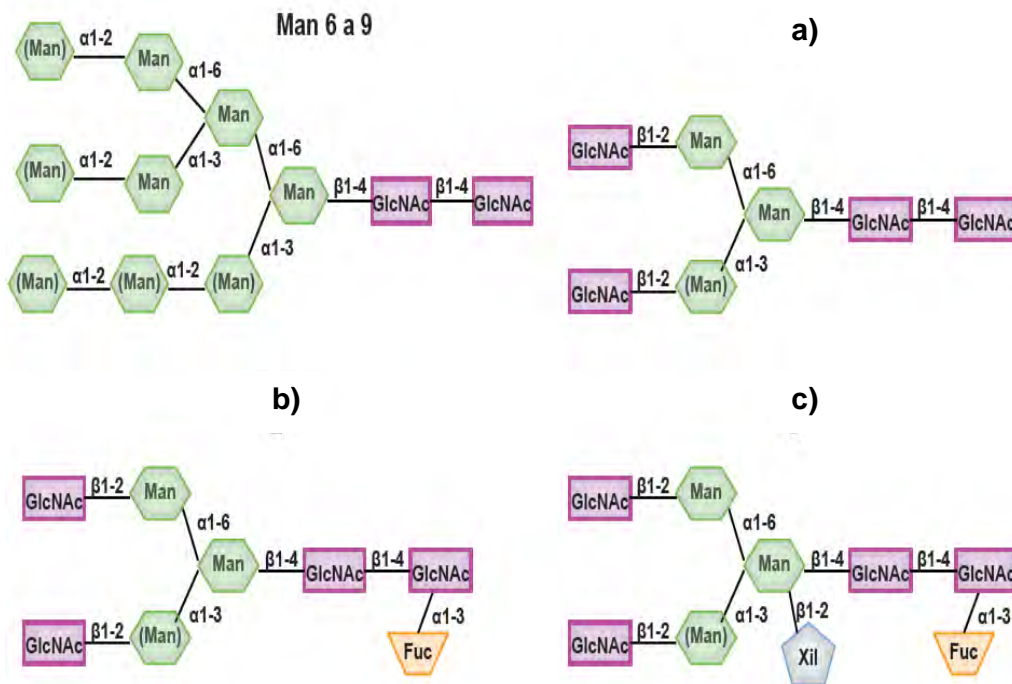 Man 6 a 9
(Man) α1-2 Man
α1-6
Man
(Man) α1-2 Man
α1-3
α1-6
Man β1-4 GlcNAc β1-4 GlcNAc
α1-3
(Man) α1-2 (Man) α1-2 (Man)
a)
GlcNAc β1-2 Man
α1-6
Man β1-4 GlcNAc β1-4 GlcNAc
α1-3
GlcNAc β1-2 (Man)
b)
GlcNAc β1-2 Man
α1-6
Man β1-4 GlcNAc β1-4 GlcNAc
α1-3
α1-3
GlcNAc β1-2 (Man)
Fuc
c)
GlcNAc β1-2 Man
α1-6
Man β1-4 GlcNAc β1-4 GlcNAc
α1-3 β1-2 α1-3
GlcNAc β1-2 (Man)
Xil Fuc